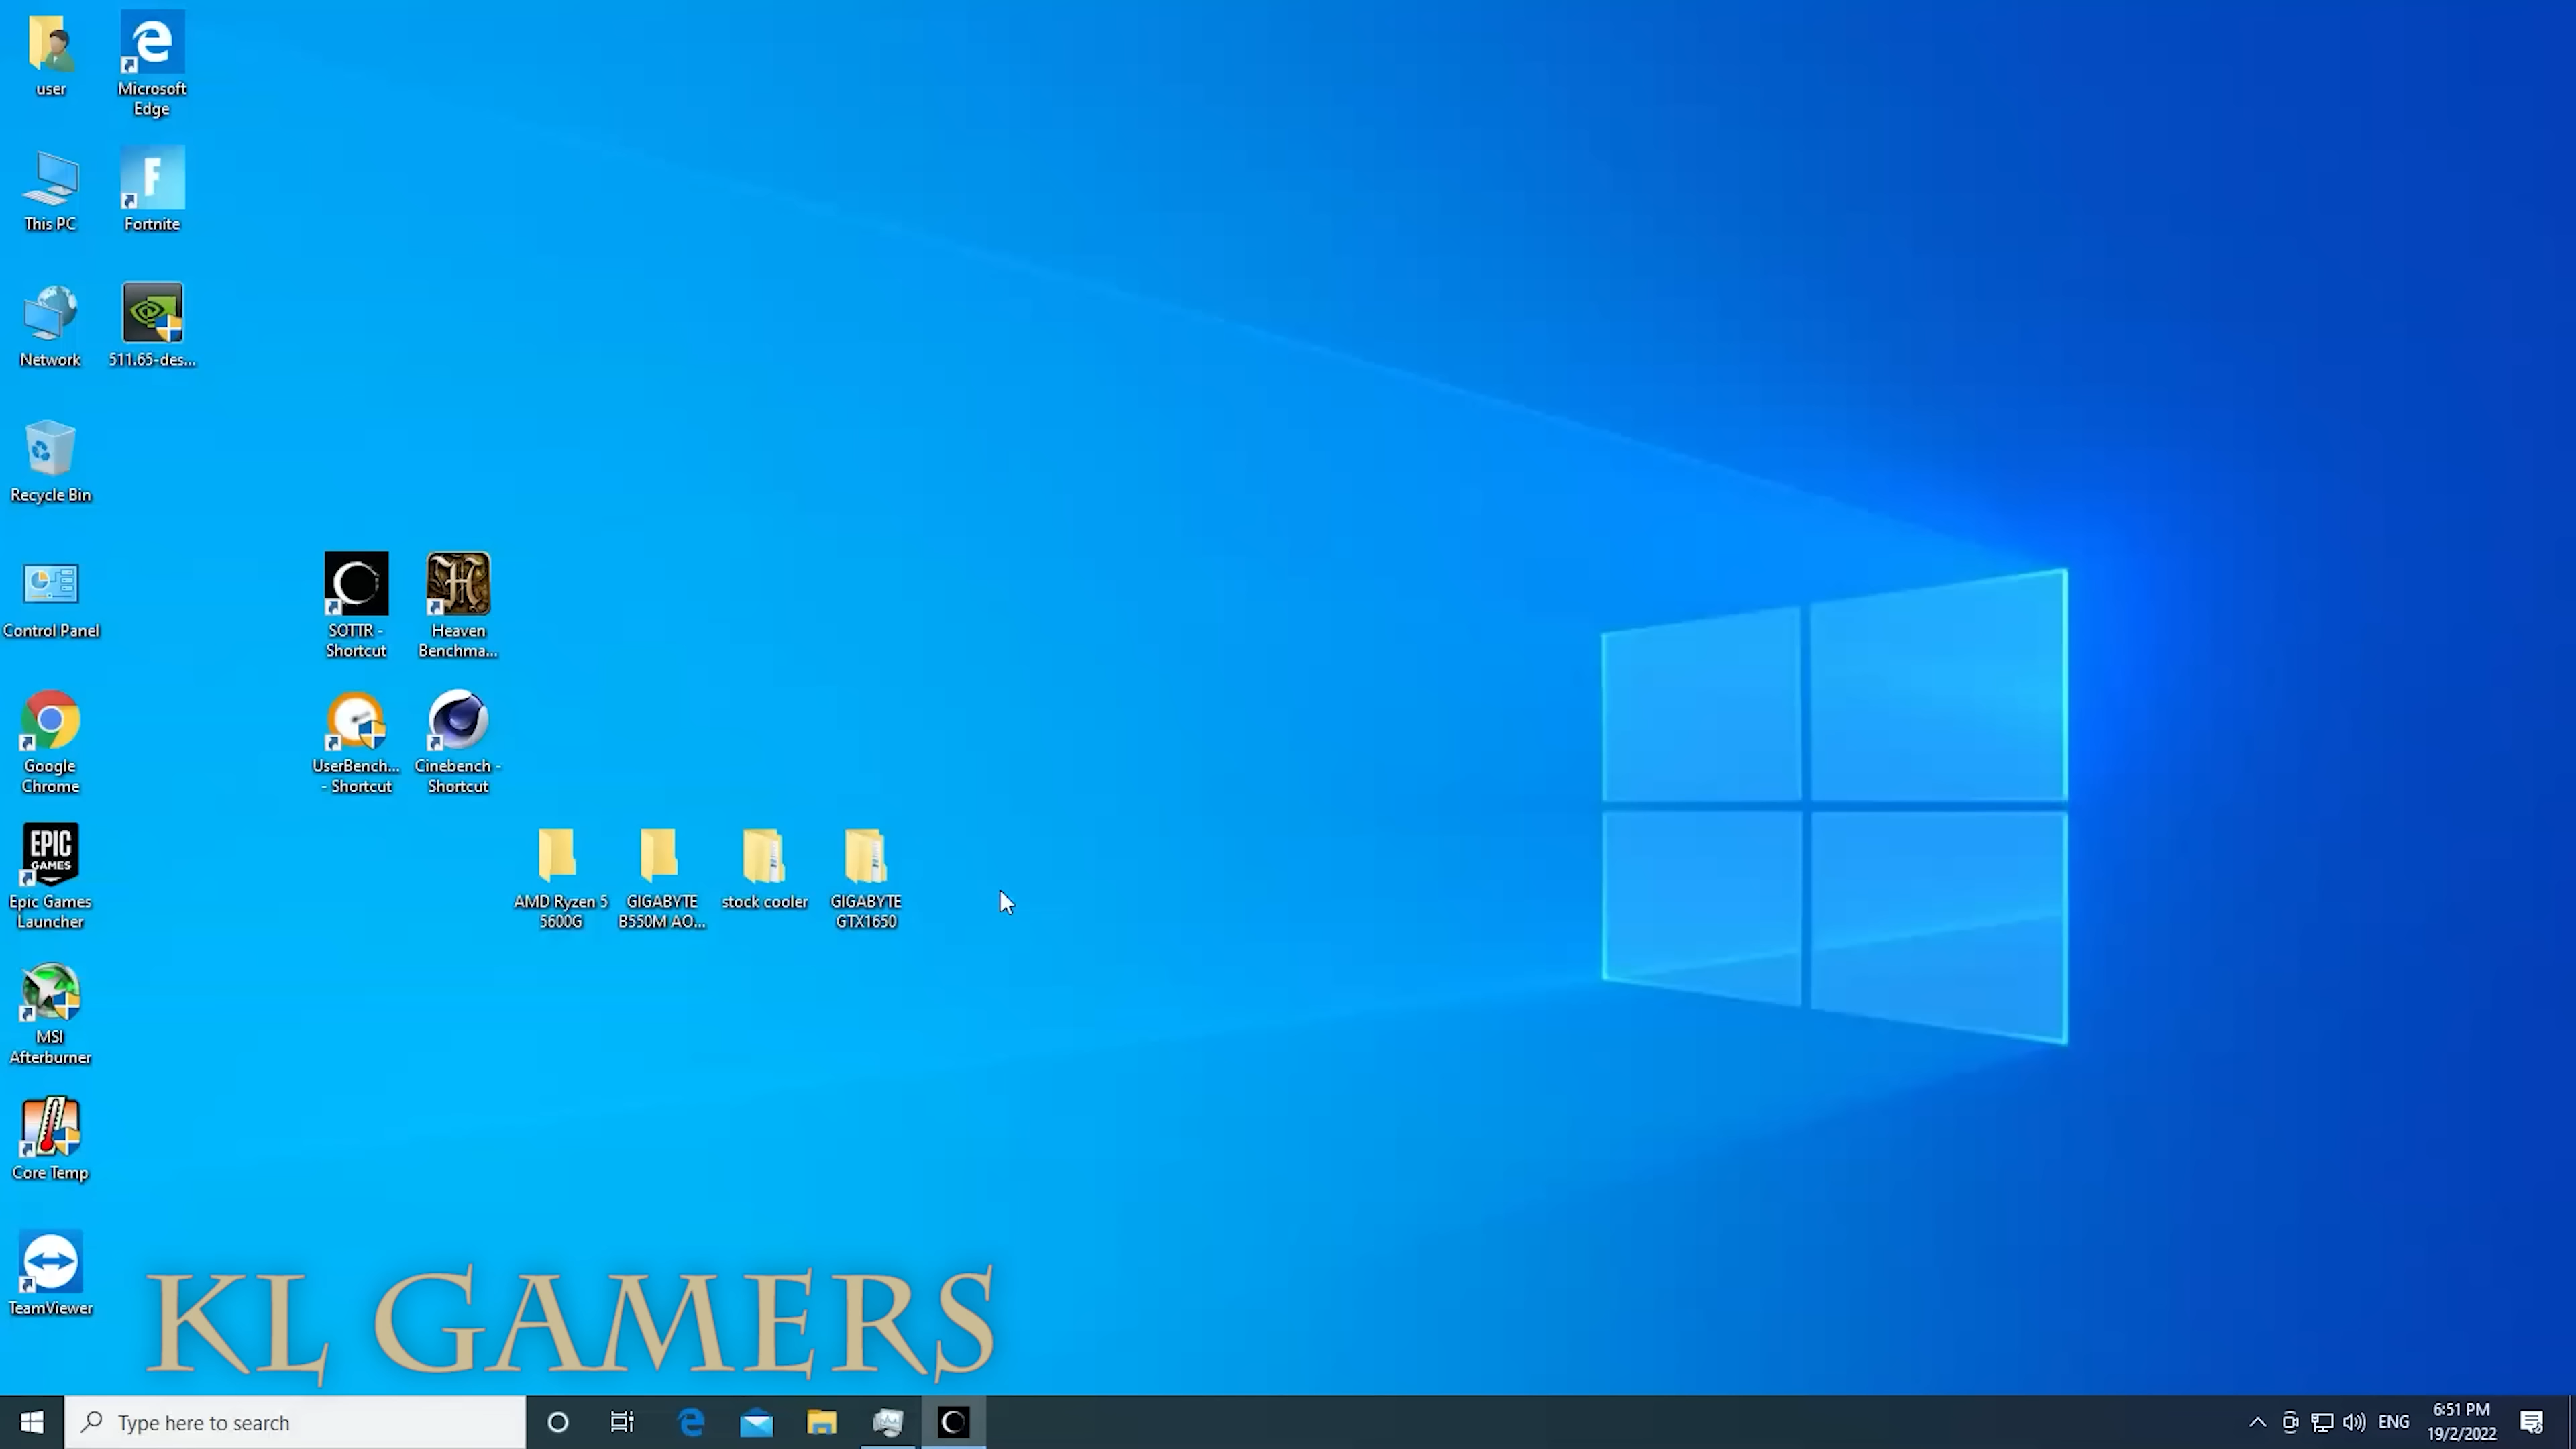 user
Microsoft
Edge
This PC
F
Fortnite
Network
511.65-des...
Recycle Bin
Control Panel
SOTTR -
Shortcut
H
Heaven
Benchma...
Google
Chrome
UserBench...
- Shortcut
Cinebench -
Shortcut
EPIC
GAMES
Epic Games
Launcher
AMD Ryzen 5
5600G
GIGABYTE
B550M AO...
stock cooler
GIGABYTE
GTX1650
MSI
Afterburner
Core Temp
TeamViewer
KL GAMERS
Type here to search
ENG
6:51 PM
19/2/2022